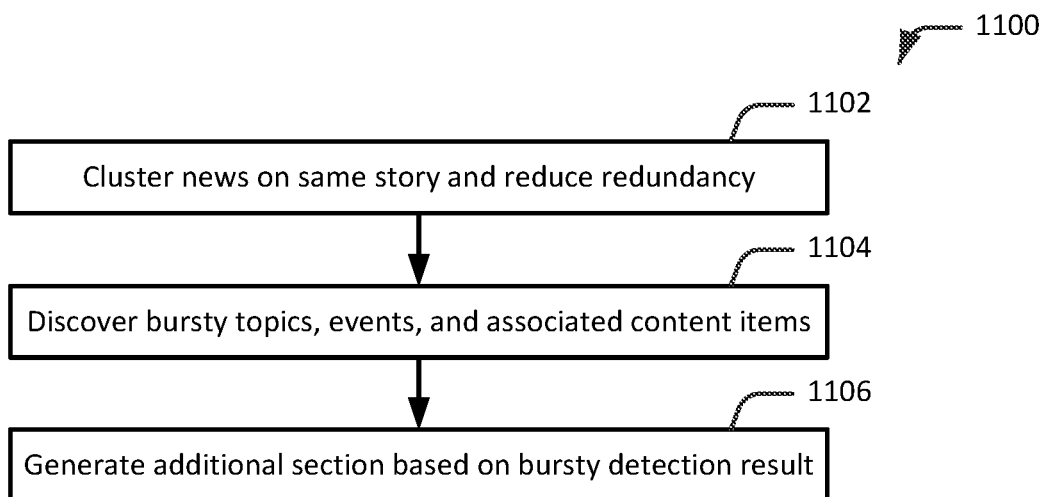 1100
1102
Cluster news on same story and reduce redundancy
1104
Discover bursty topics, events, and associated content items
1106
Generate additional section based on bursty detection result